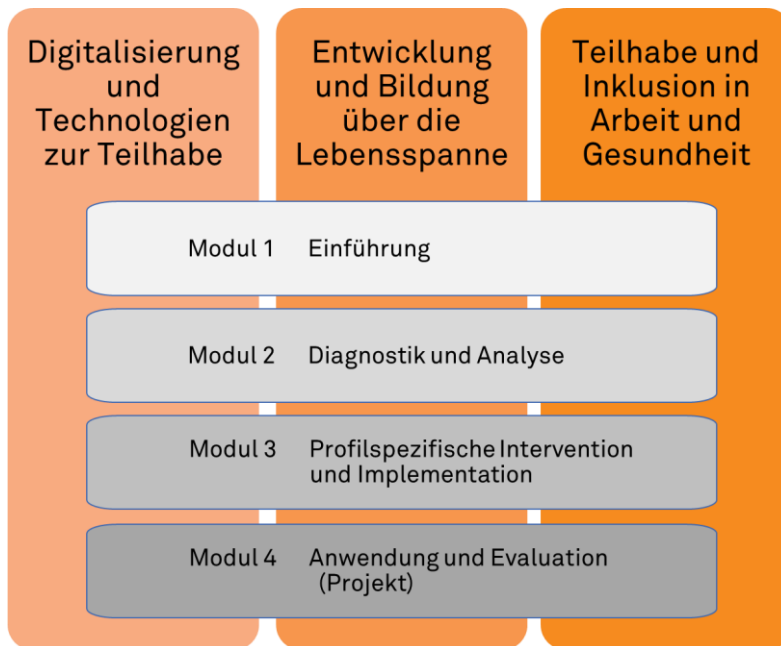 Digitalisierung
und
Technologien
zur Teilhabe
Entwicklung
und Bildung
über die
Lebensspanne
Teilhabe und
Inklusion in
Arbeit und
Gesundheit
Modul 1 Einführung
Modul 2 Diagnostik und Analyse
Modul 3 Profilspezifische Intervention
und Implementation
Modul 4 Anwendung und Evaluation
(Projekt)